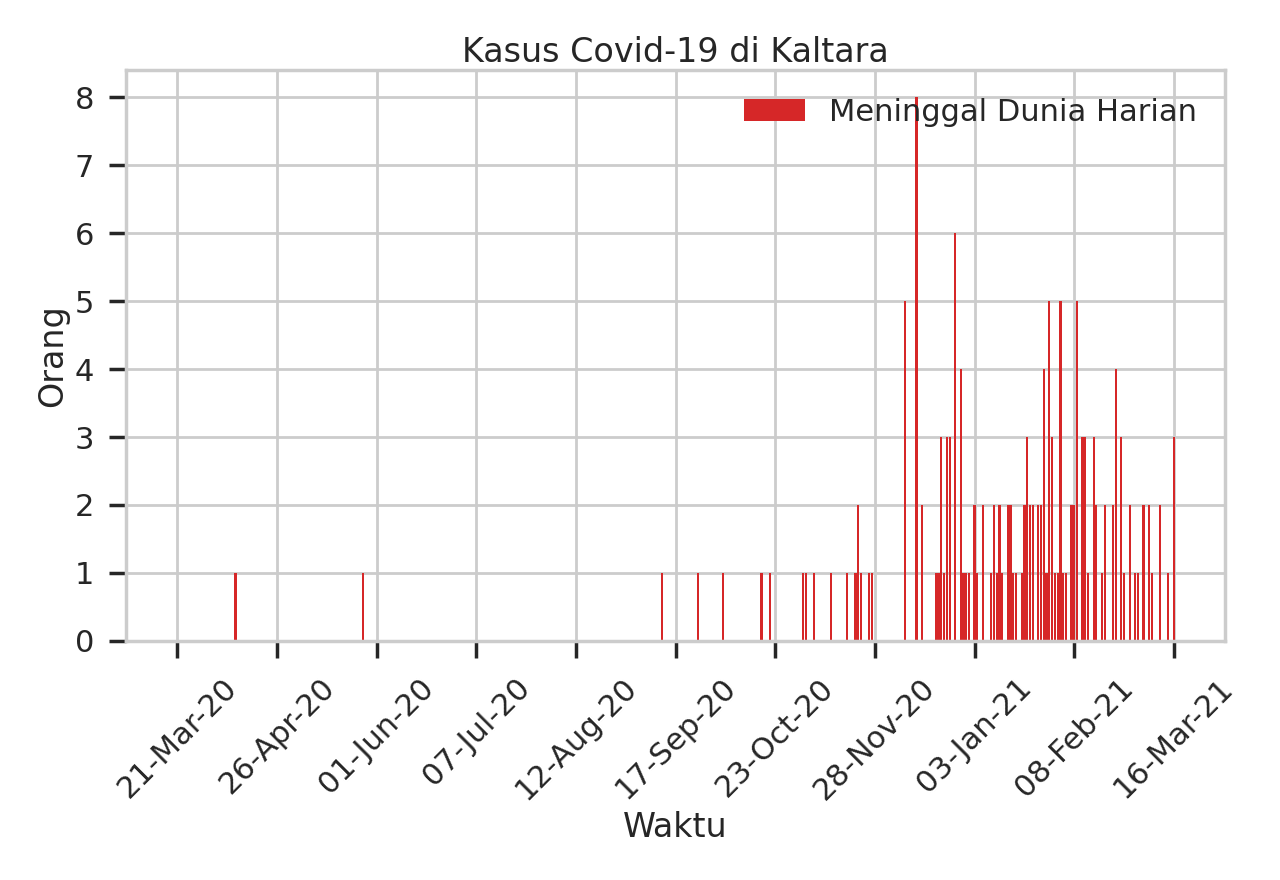 Kasus Covid-19 di Kaltara
Meninggal Dunia Harian
Orang
8
7
6
5
4
3
2
1
0
21-Mar-20
26-Apr-20
01-Jun-20
07-Jul-20
12-Aug-20
17-Sep-20
23-Oct-20
28-Nov-20
03-Jan-21
08-Feb-21
16-Mar-21
Waktu